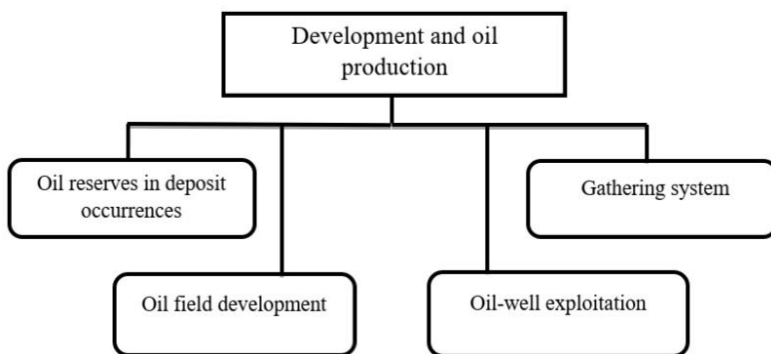 Development and oil
production
Oil reserves in deposit
occurrences
Gathering system
Oil field development
Oil-well exploitation